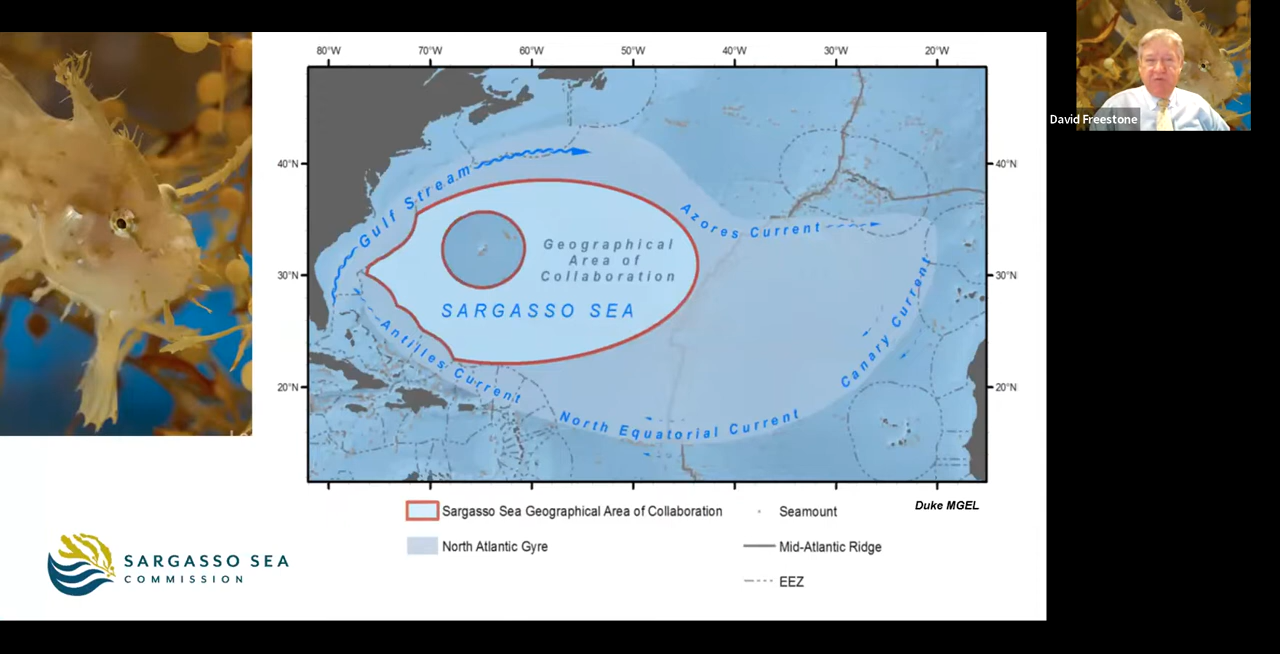 80°W 70°W 60°W 50°W 40°W 30°W 20°W
David Freestone
40°N 40°N
Gulf Stream
Azores Current
Geographical
Area of
Collaboration
30°N 30°N
SARGASSO SEA
Antilles Current
Canary Current
20°N 20°N
North Equatorial Current
Duke MGEL
Sargasso Sea Geographical Area of Collaboration
Seamount
North Atlantic Gyre
Mid-Atlantic Ridge
EEZ
SARGASSO SEA
COMMISSION